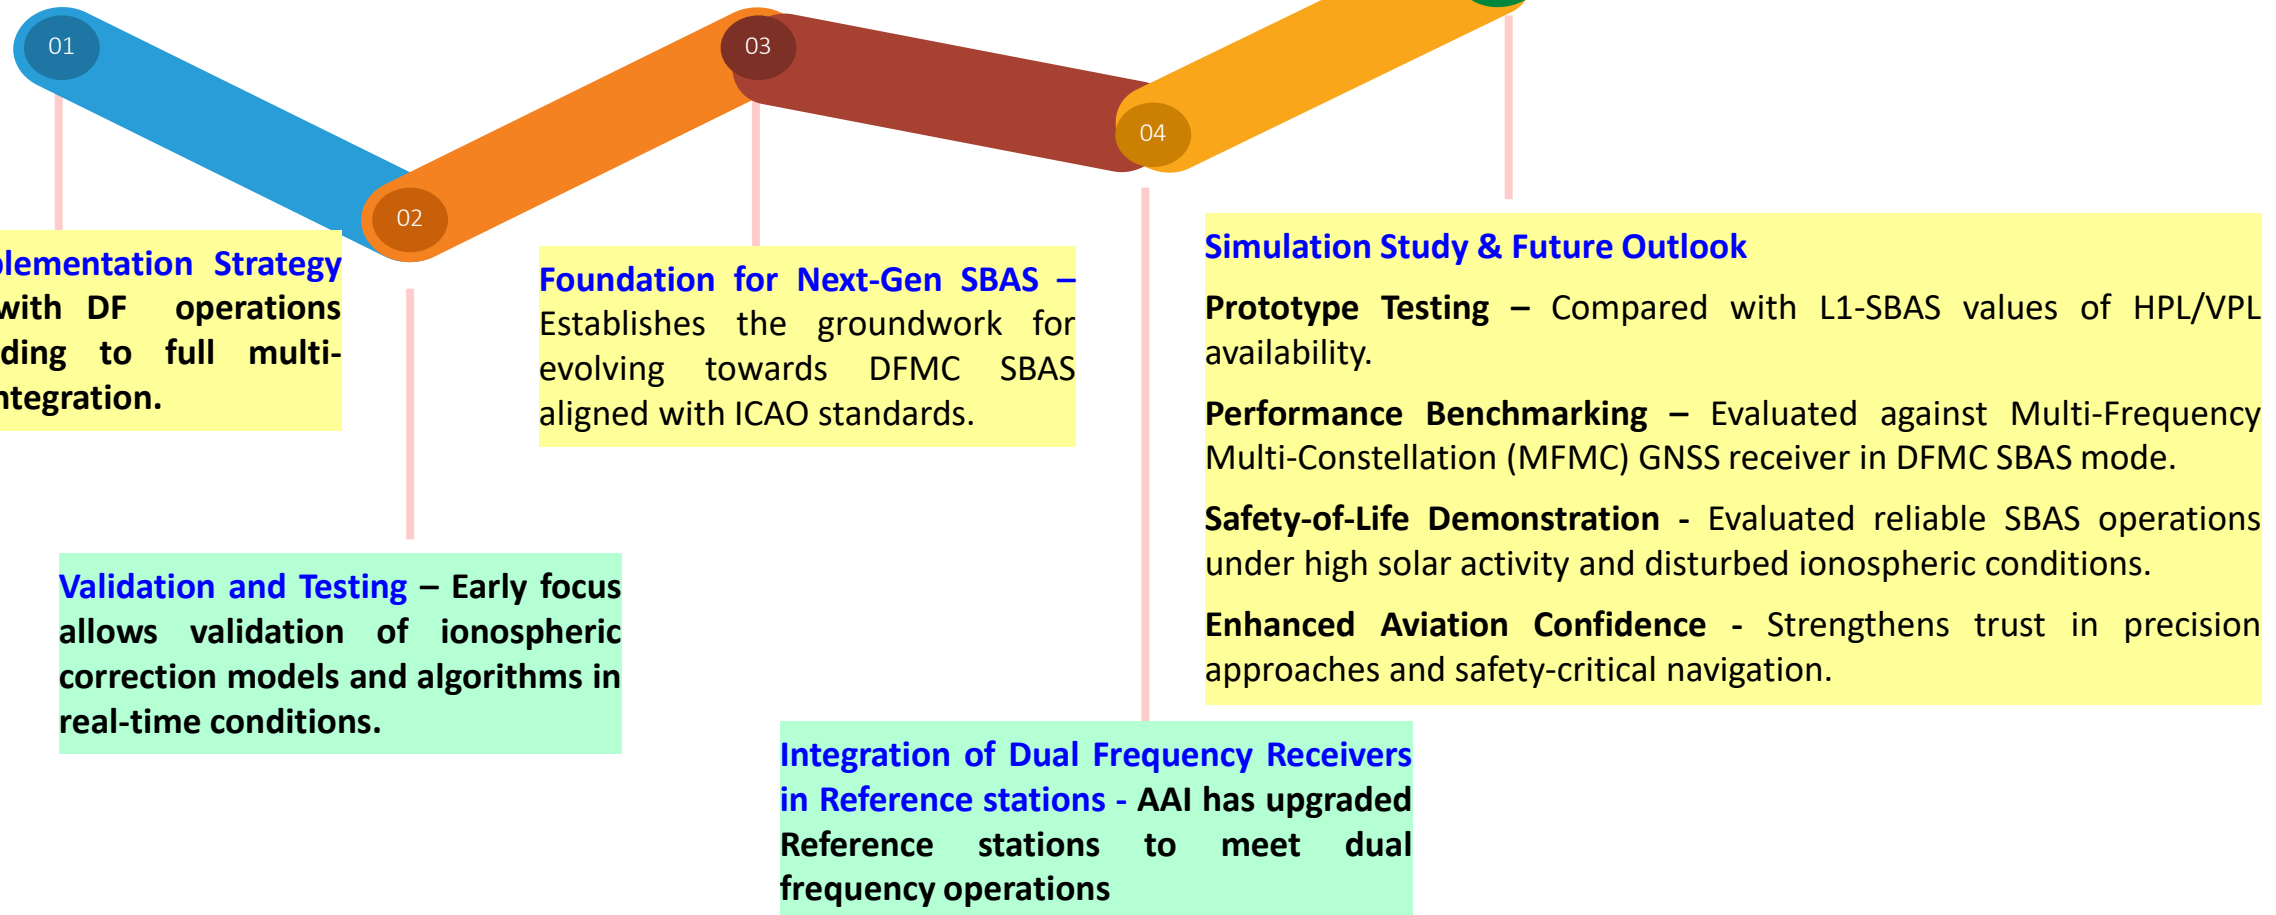 01
02
03
04
Implementation Strategy
with DF operations
to full multi-
integration.
Validation and Testing – Early focus
allows validation of ionospheric
correction models and algorithms in
real-time conditions.
Foundation for Next-Gen SBAS –
Establishes the groundwork for
evolving towards DFMC SBAS
aligned with ICAO standards.
Integration of Dual Frequency Receivers
in Reference stations - AAI has upgraded
Reference stations to meet dual
frequency operations
Simulation Study & Future Outlook
Prototype Testing – Compared with L1-SBAS values of HPL/VPL
availability.
Performance Benchmarking – Evaluated against Multi-Frequency
Multi-Constellation (MFMC) GNSS receiver in DFMC SBAS mode.
Safety-of-Life Demonstration - Evaluated reliable SBAS operations
under high solar activity and disturbed ionospheric conditions.
Enhanced Aviation Confidence - Strengthens trust in precision
approaches and safety-critical navigation.